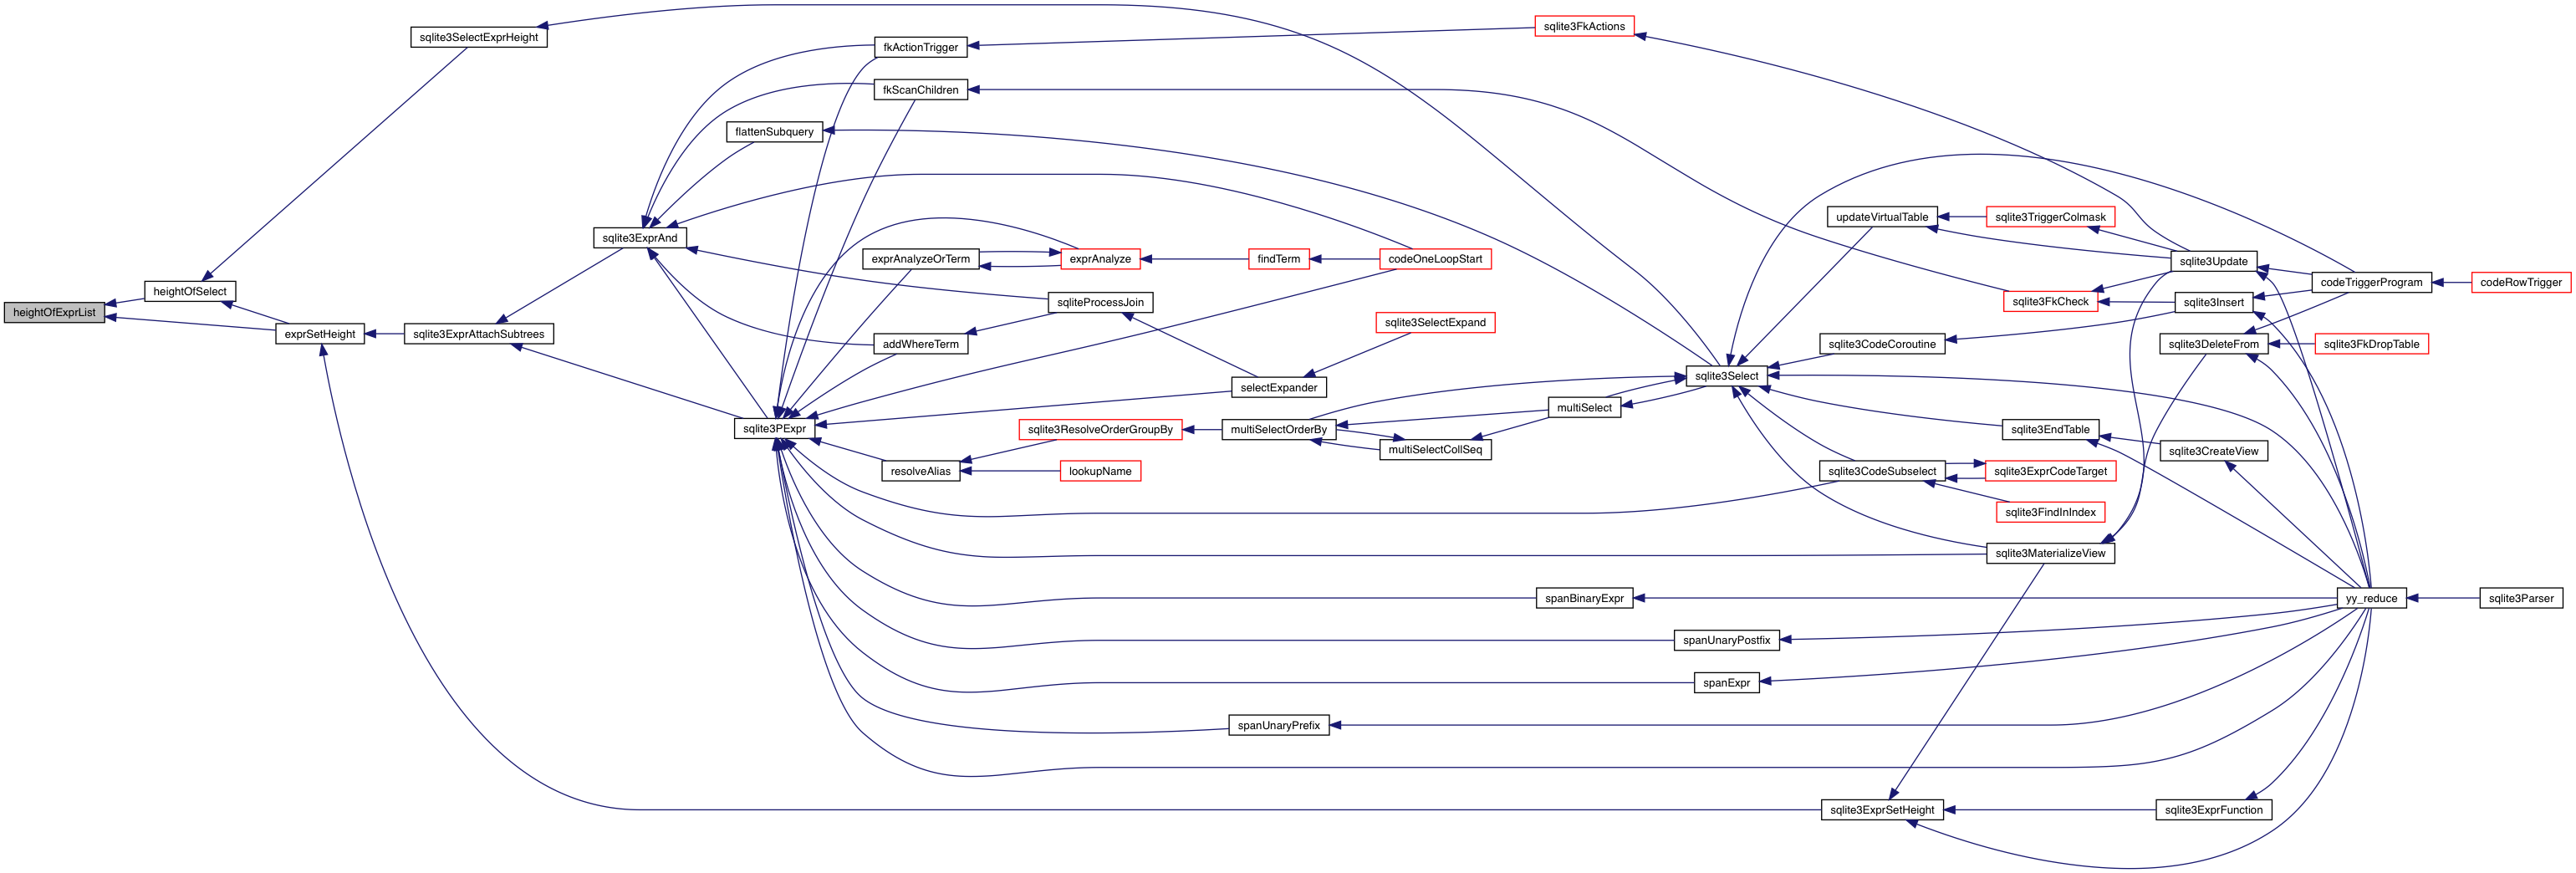 heightOfExprList
heightOfSelect
exprSetHeight
sqlite3SelectExprHeight
sqlite3ExprAttachSubtrees
sqlite3ExprAnd
sqlite3PExpr
fkActionTrigger
fkScanChildren
flattenSubquery
exprAnalyzeOrTerm
addWhereTerm
resolveAlias
exprAnalyze
sqliteProcessJoin
sqlite3ResolveOrderGroupBy
lookupName
findTerm
selectExpander
multiSelectOrderBy
spanUnaryPrefix
codeOneLoopStart
sqlite3SelectExpand
multiSelectCollSeq
sqlite3FkActions
multiSelect
spanBinaryExpr
sqlite3Select
spanUnaryPostfix
spanExpr
updateVirtualTable
sqlite3CodeCoroutine
sqlite3CodeSubselect
sqlite3ExprSetHeight
sqlite3TriggerColmask
sqlite3FkCheck
sqlite3EndTable
sqlite3ExprCodeTarget
sqlite3FindInIndex
sqlite3MaterializeView
sqlite3Update
sqlite3Insert
sqlite3DeleteFrom
sqlite3CreateView
sqlite3ExprFunction
codeTriggerProgram
sqlite3FkDropTable
yy_reduce
codeRowTrigger
sqlite3Parser